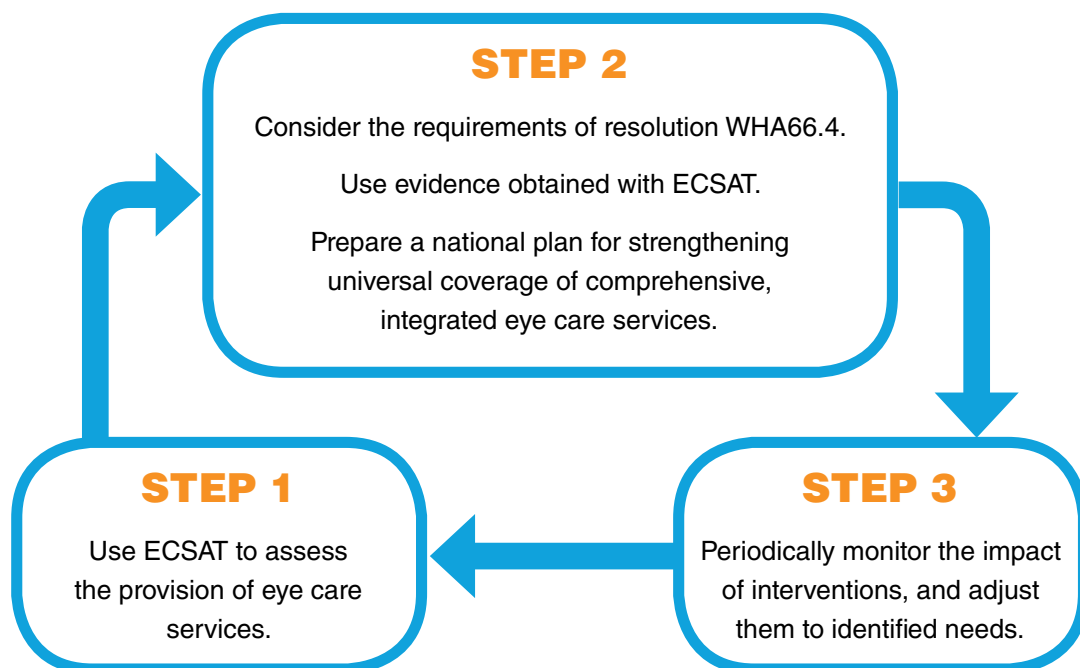 STEP 2
Consider the requirements of resolution WHA66.4.
Use evidence obtained with ECSAT.
Prepare a national plan for strengthening
universal coverage of comprehensive,
integrated eye care services.
STEP 1
Use ECSAT to assess
the provision of eye care
services.
STEP 3
Periodically monitor the impact
of interventions, and adjust
them to identified needs.